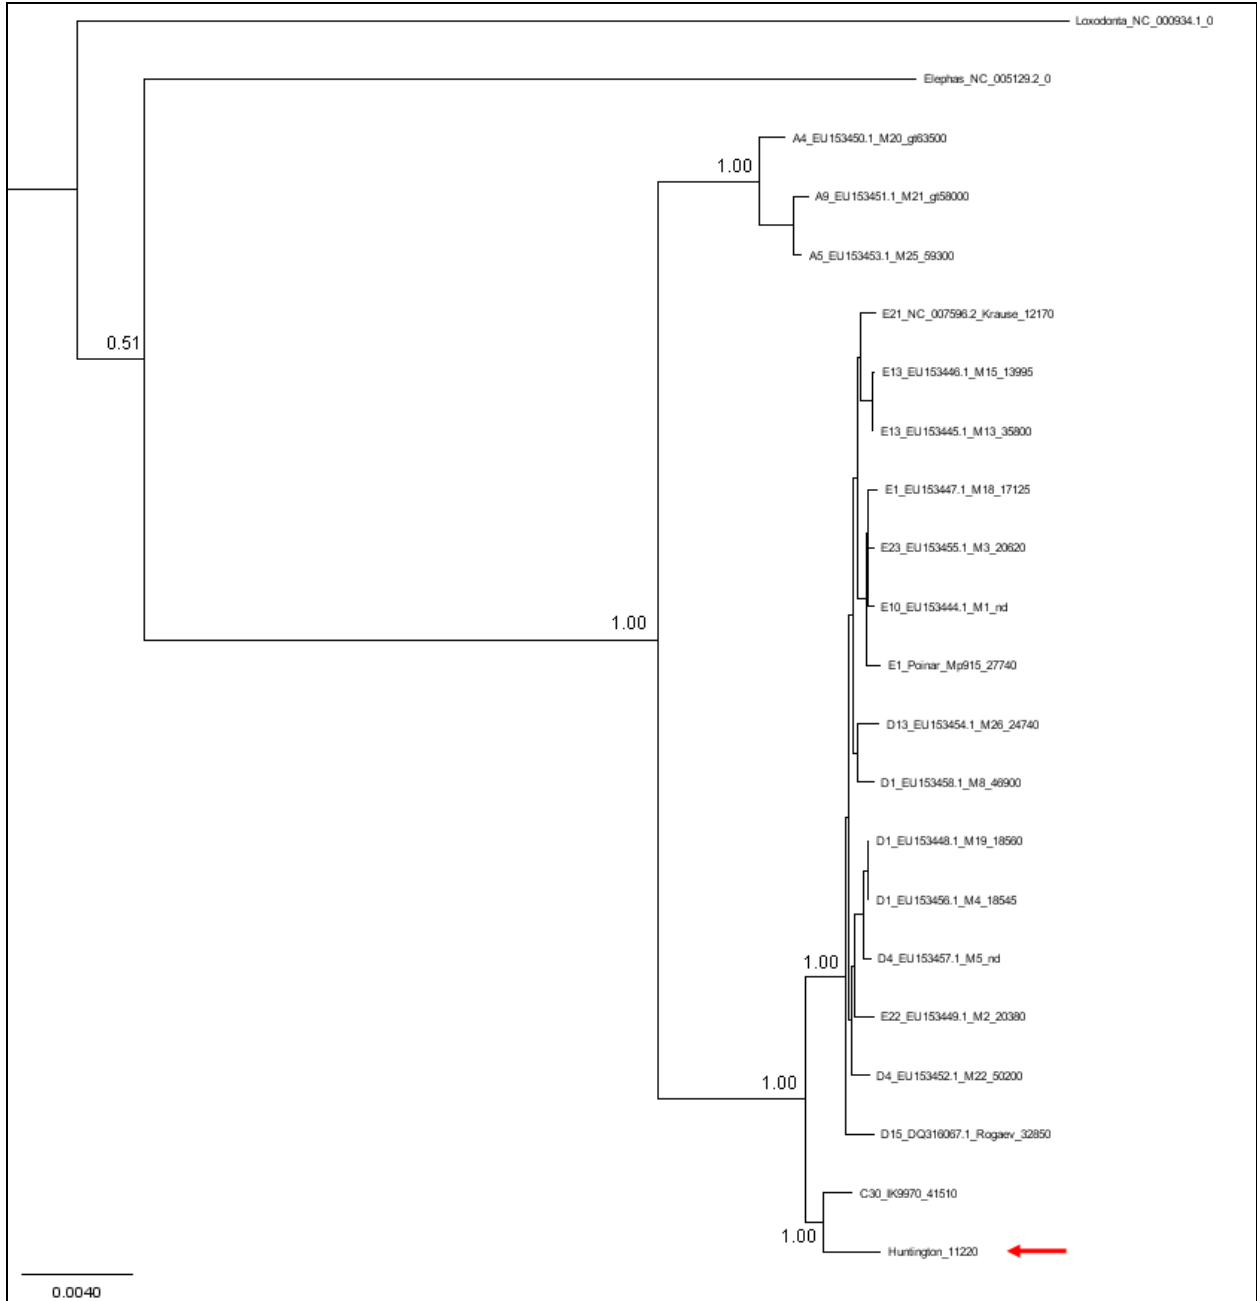 Loxodonta_NC_000934.1_0
Elephas_NC_005129.2_0
A4_EU153450.1_M20_gt63500
1.00
A9_EU153451.1_M21_gt58000
A5_EU153453.1_M25_59300
E21_NC_007596.2_Krause_12170
0.51
E13_EU153446.1_M15_13995
E13_EU153445.1_M13_35800
E1_EU153447.1_M18_17125
E23_EU153455.1_M3_20620
E10_EU153444.1_M1_nd
1.00
E1_Poinar_Mp915_27740
D13_EU153454.1_M26_24740
D1_EU153458.1_M8_46900
D1_EU153448.1_M19_18560
D1_EU153456.1_M4_18545
D4_EU153457.1_M5_nd
1.00
E22_EU153449.1_M2_20380
D4_EU153452.1_M22_50200
1.00
D15_DQ316067.1_Rogaev_32850
C30_IK9970_41510
1.00
Huntington_11220
0.0040